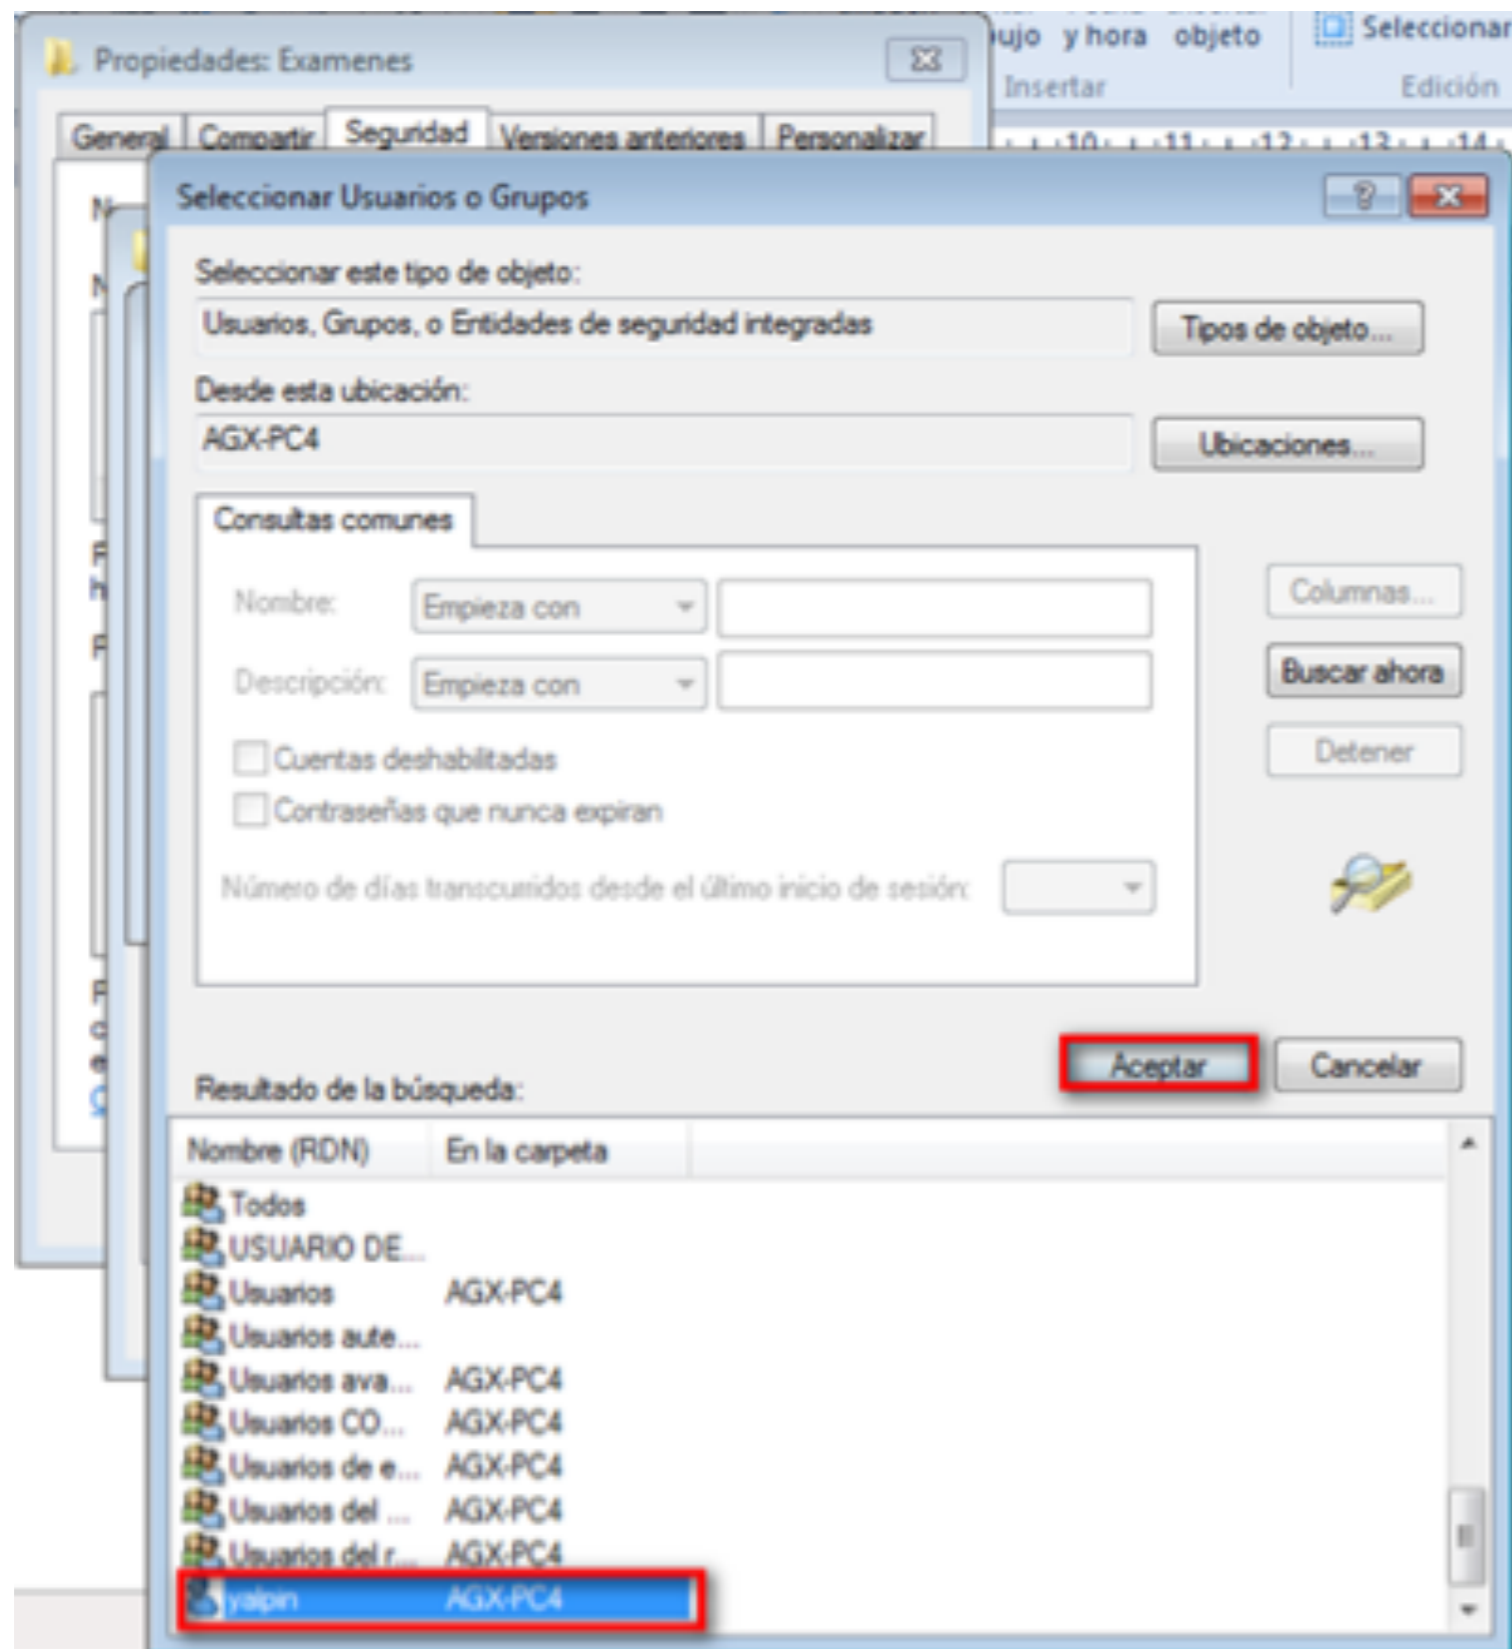 y hora objeto
Seleccionar
Insertar
Edición
Propiedades: Examenes
General Compartir Seguridad Versiones anteriores Personalizar
10 11 12 13 14
Seleccionar Usuarios o Grupos
Seleccionar este tipo de objeto:
Usuarios, Grupos, o Entidades de seguridad integradas
Tipos de objeto...
Desde esta ubicación:
AGX-PC4
Ubicaciones...
Consultas comunes
Nombre: Empieza con
Columnas...
Descripción: Empieza con
Buscar ahora
Cuentas deshabilitadas
Detener
Contraseñas que nunca expiran
Número de días transcurridos desde el último inicio de sesión:
Aceptar Cancelar
Resultado de la búsqueda:
Nombre (RDN) En la carpeta
Todos
USUARIO DE...
Usuarios AGX-PC4
Usuarios aute...
Usuarios ava... AGX-PC4
Usuarios CO... AGX-PC4
Usuarios de e... AGX-PC4
Usuarios del ... AGX-PC4
Usuarios del r... AGX-PC4
yalpin AGX-PC4